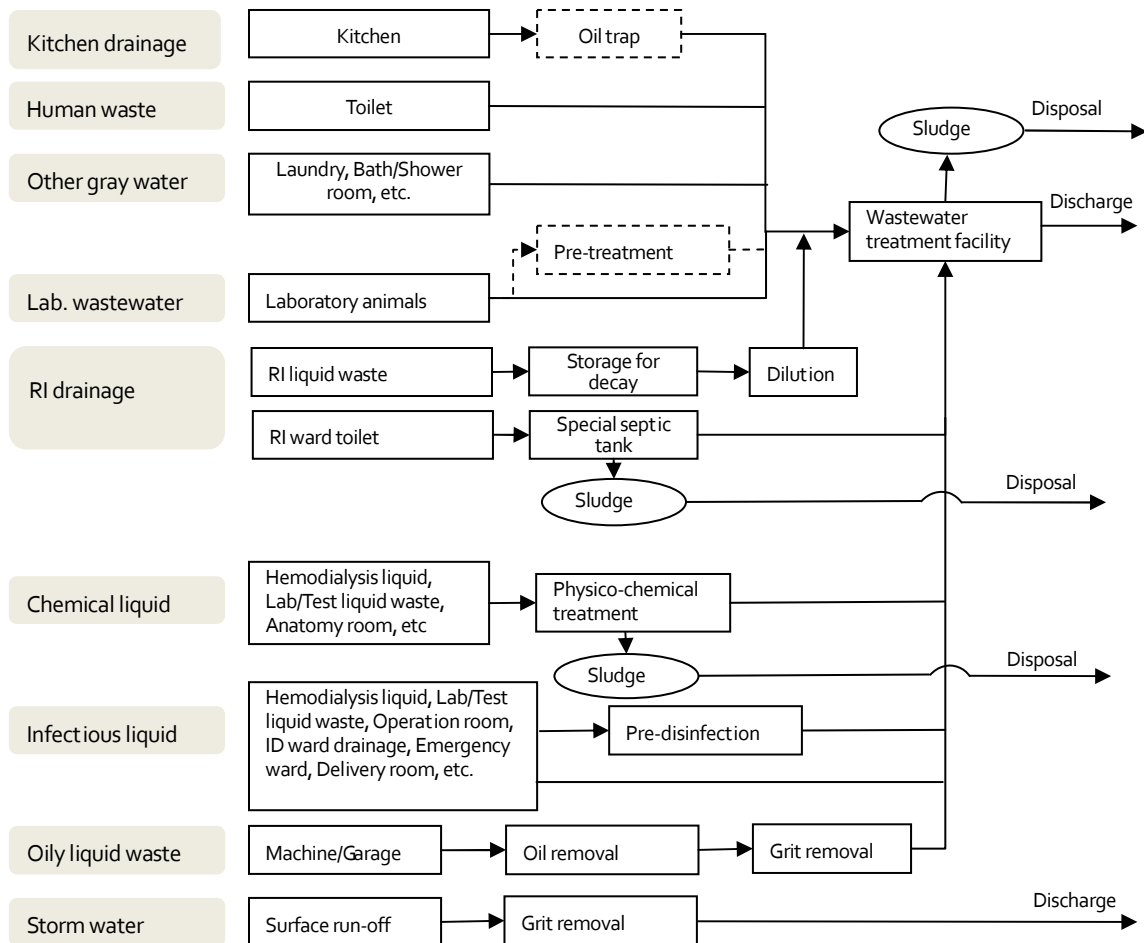 Kitchen drainage
Kitchen
Oil trap
Human waste
Toilet
Sludge
Disposal
Other gray water
Laundry, Bath/Shower
room, etc.
Wastewater
treatment facility
Discharge
Pre-treatment
Lab. wastewater
Laboratory animals
RI drainage
RI liquid waste
Storage for
decay
Dilution
RI ward toilet
Special septic
tank
Sludge
Disposal
Chemical liquid
Hemodialysis liquid,
Lab/Test liquid waste,
Anatomy room, etc
Physico-chemical
treatment
Sludge
Disposal
Infectious liquid
Hemodialysis liquid, Lab/Test
liquid waste, Operation room,
ID ward drainage, Emergency
ward, Delivery room, etc.
Pre-disinfection
Oily liquid waste
Machine/Garage
Oil removal
Grit removal
Storm water
Surface run-off
Grit removal
Discharge